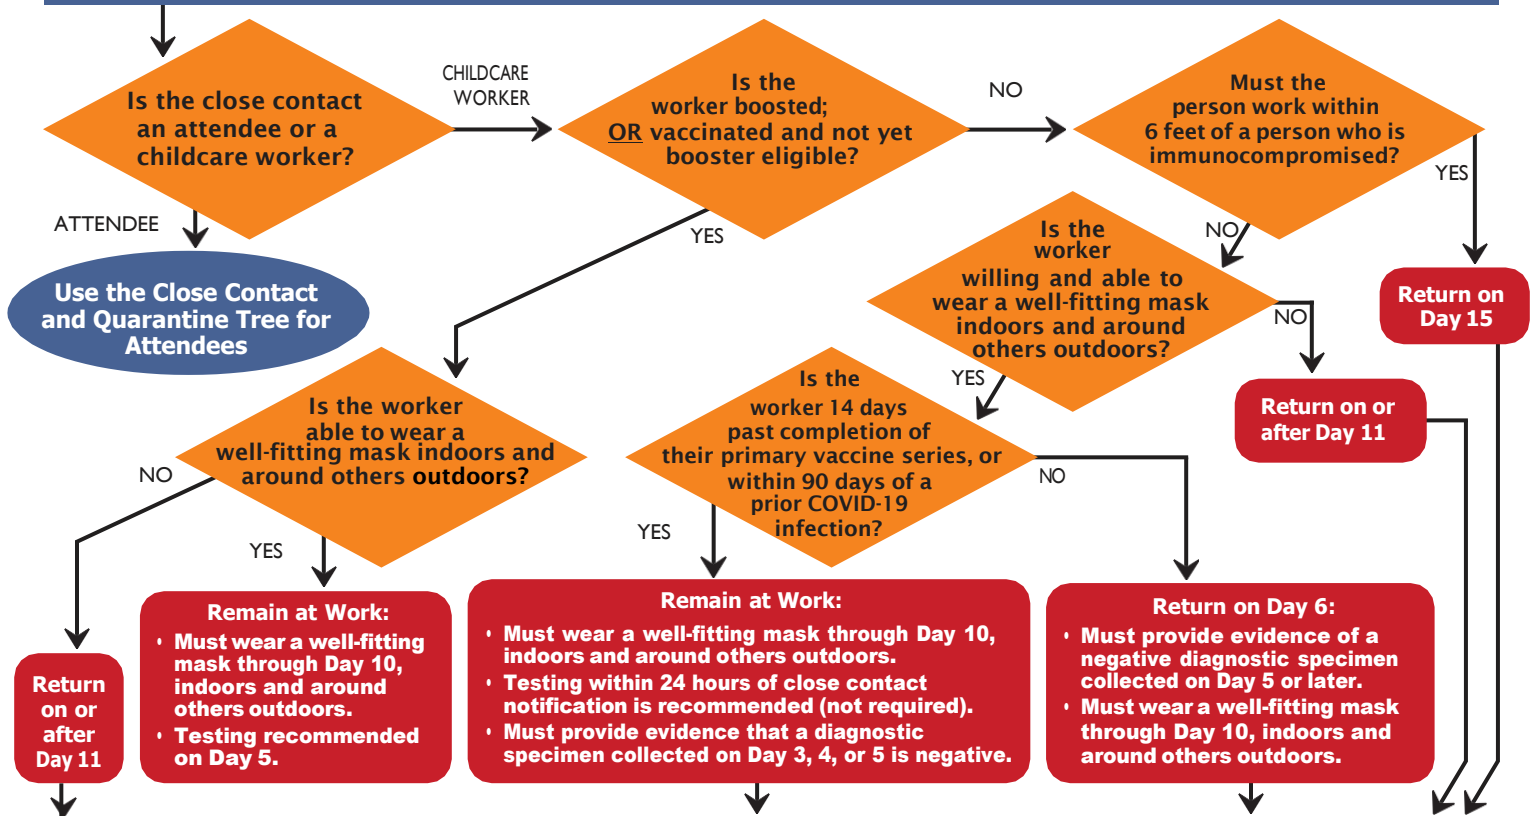 Is the close contact
an attendee or a
childcare worker?
CHILDCARE
WORKER
Is the
worker boosted;
OR vaccinated and not yet
booster eligible?
NO
Must the
person work within
6 feet of a person who is
immunocompromised?
YES
ATTENDEE
Use the Close Contact
and Quarantine Tree for
Attendees
YES
NO
Is the
worker
willing and able to
wear a well-fitting mask
indoors and around
others outdoors?
Return on
Day 15
NO
YES
Return on or
after Day 11
Is the worker
able to wear a
well-fitting mask indoors and
around others outdoors?
NO
YES
Is the
worker 14 days
past completion of
their primary vaccine series, or
within 90 days of a
prior COVID-19
infection?
NO
YES
Return
on or
after
Day 11
Remain at Work:
• Must wear a well-fitting
mask through Day 10,
indoors and around
others outdoors.
• Testing recommended
on Day 5.
Remain at Work:
• Must wear a well-fitting mask through Day 10,
indoors and around others outdoors.
• Testing within 24 hours of close contact
notification is recommended (not required).
• Must provide evidence that a diagnostic
specimen collected on Day 3, 4, or 5 is negative.
Return on Day 6:
• Must provide evidence of a
negative diagnostic specimen
collected on Day 5 or later.
• Must wear a well-fitting mask
through Day 10, indoors and
around others outdoors.